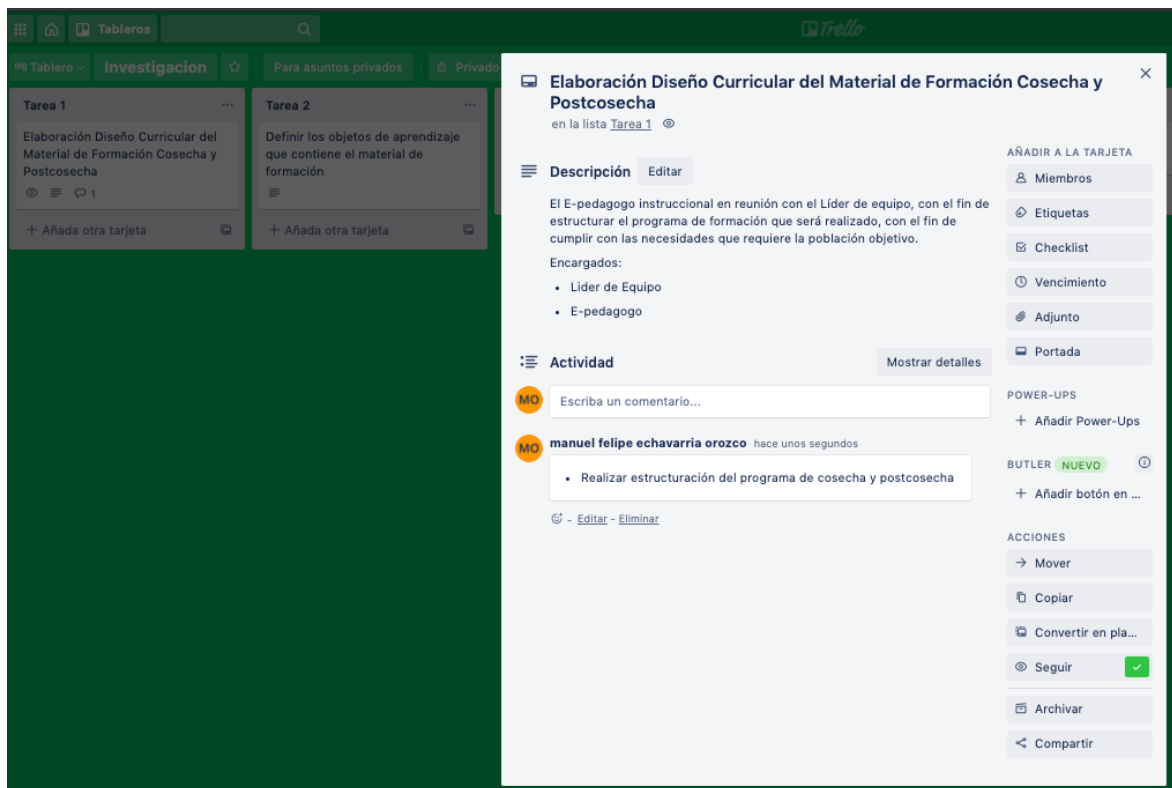 Tableros
Trello
Tablero
Investigacion
Para asuntos privados
Privado
Tarea 1
Elaboración Diseño Curricular del
Material de Formación Cosecha y
Postcosecha
1
+ Añada otra tarjeta
Tarea 2
Definir los objetos de aprendizaje
que contiene el material de
formación
+ Añada otra tarjeta
Elaboración Diseño Curricular del Material de Formación Cosecha y
Postcosecha
en la lista Tarea 1
Descripción
Editar
El E-pedagogo instruccional en reunión con el Líder de equipo, con el fin de
estructurar el programa de formación que será realizado, con el fin de
cumplir con las necesidades que requiere la población objetivo.
Encargados:
• Lider de Equipo
• E-pedagogo
Actividad
Mostrar detalles
MO
Escriba un comentario...
MO
manuel felipe echavarria orozco hace unos segundos
• Realizar estructuración del programa de cosecha y postcosecha
- Editar - Eliminar
AÑADIR A LA TARJETA
Miembros
Etiquetas
Checklist
Vencimiento
Adjunto
Portada
POWER-UPS
+ Añadir Power-Ups
BUTLER NUEVO
+ Añadir botón en ...
ACCIONES
Mover
Copiar
Convertir en pla...
Seguir
Archivar
Compartir